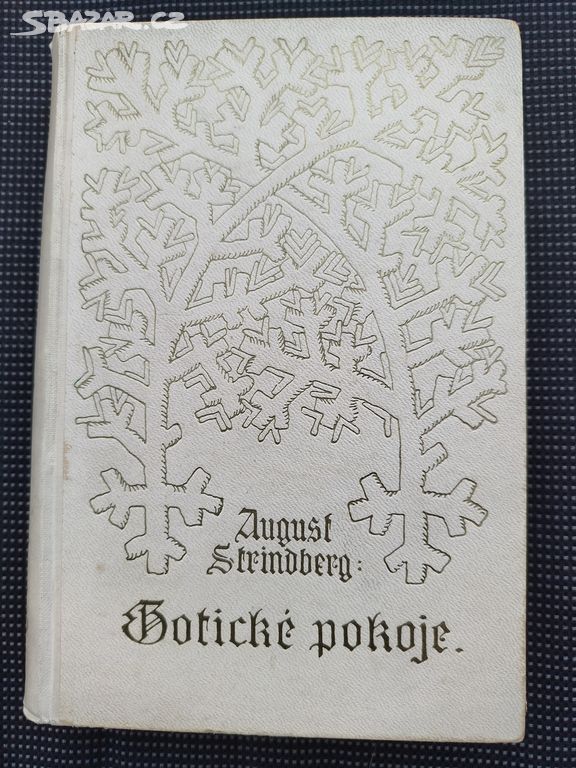 SBAZAR.CZ
August
Strindberg:
Gotické pokoje.